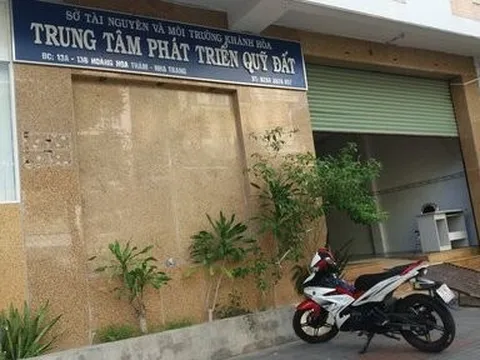 SỞ TÀI NGUYÊN VÀ MÔI TRƯỜNG KHÁNH HÒA
TRUNG TÂM PHÁT TRIỂN QUỸ ĐẤT
ĐC: 13A - 13B HOÀNG HOA THÁM - NHA TRANG